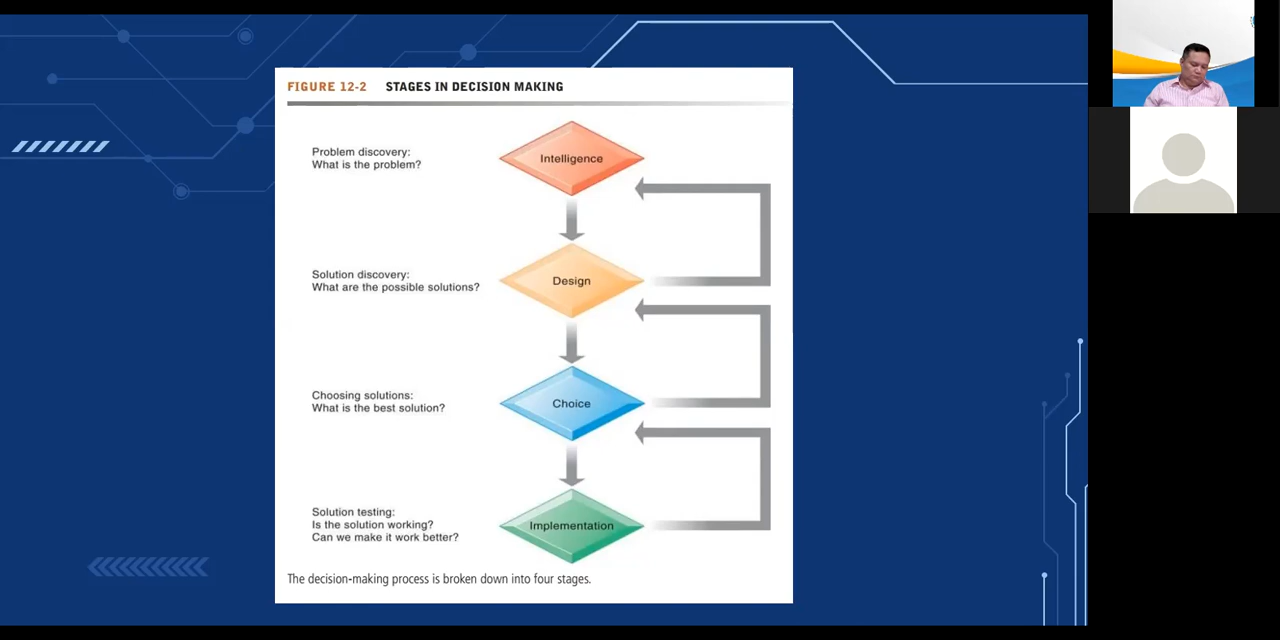 FIGURE 12-2 STAGES IN DECISION MAKING
Problem discovery:
What is the problem?
Intelligence
Solution discovery:
What are the possible solutions?
Design
Choosing solutions:
What is the best solution?
Choice
Solution testing:
Is the solution working?
Can we make it work better?
Implementation
The decision-making process is broken down into four stages.